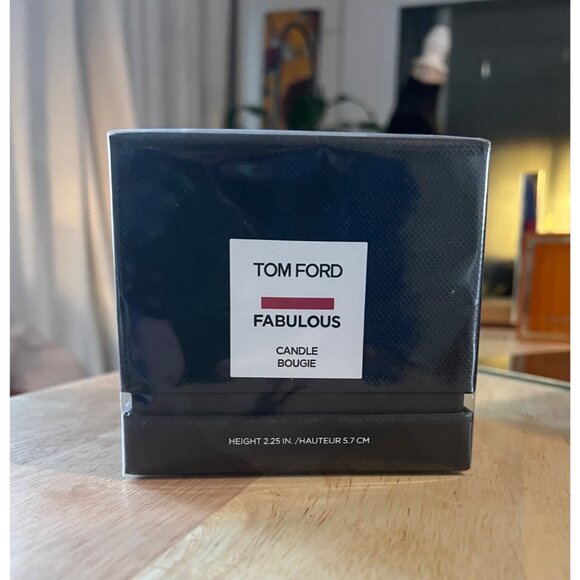 TOM FORD
FABULOUS
CANDLE
BOUGIE
HEIGHT 2.25 IN. /HAUTEUR 5.7 CM